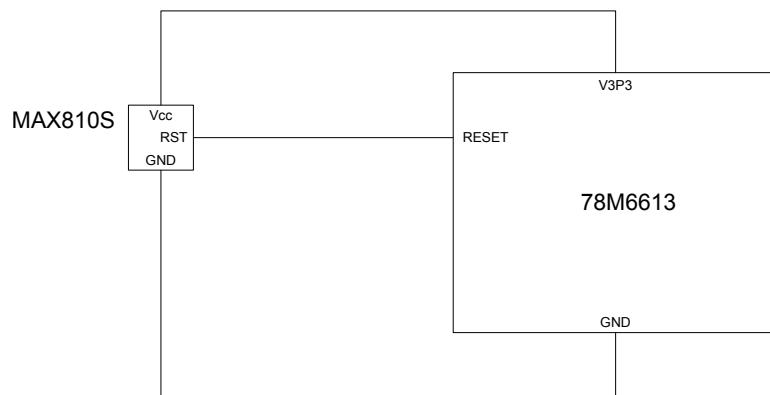 V3P3
MAX810S
Vcc
RST
RESET
GND
78M6613
GND